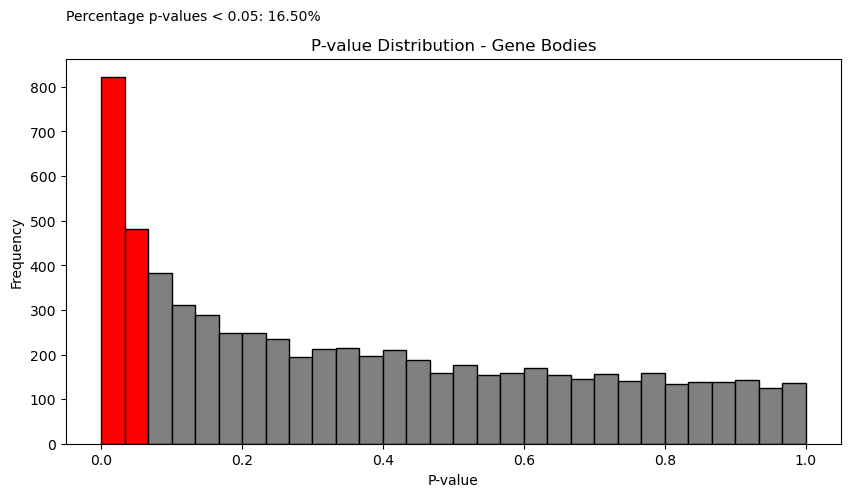 Percentage p-values < 0.05: 16.50%
P-value Distribution - Gene Bodies
Frequency
800
700
600
500
400
300
200
100
0
0.0 0.2 0.4 0.6 0.8 1.0
P-value